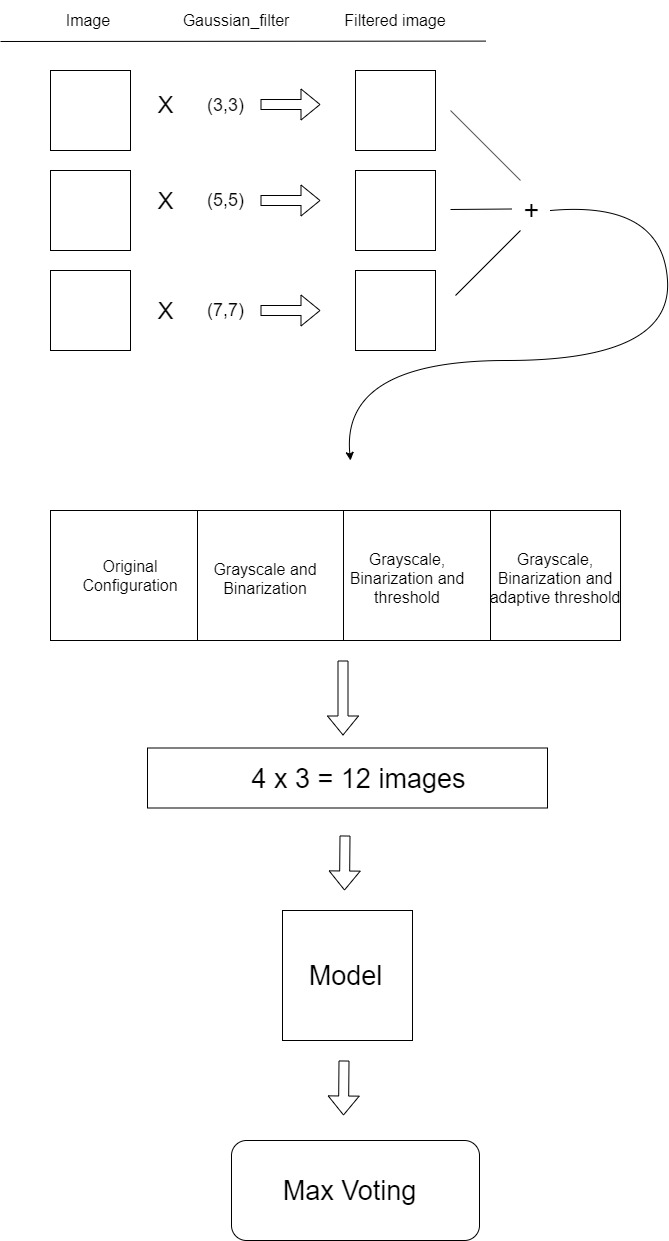 Image Gaussian_filter Filtered image
X (3,3)
X (5,5)
+
X (7,7)
Original
Configuration
Grayscale and
Binarization
Grayscale,
Binarization and
threshold
Grayscale,
Binarization and
adaptive threshold
4 x 3 = 12 images
Model
Max Voting